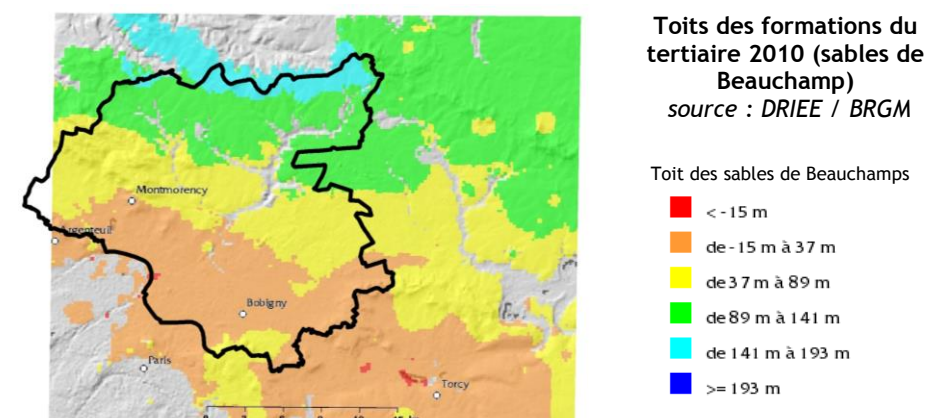 Toits des formations du
tertiaire 2010 (sables de
Beauchamp)
source : DRIEE / BRGM
Toit des sables de Beauchamps
< -15 m
de -15 m à 37 m
de 37 m à 89 m
de 89 m à 141 m
de 141 m à 193 m
>= 193 m
Montmorency
Argenteuil
Bobigny
Paris
Torcy